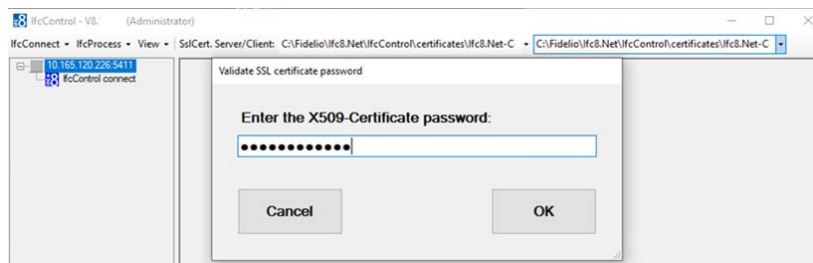 IfcControl - V8. (Administrator)
IfcConnect IfcProcess View SslCert. Server/Client: C:\Fidelio\Ifc8.Net\IfcControl\certificates\Ifc8.Net-C C:\Fidelio\Ifc8.Net\IfcControl\certificates\Ifc8.Net-C
10.165.120.226:5411
IfcControl connect
Validate SSL certificate password
Enter the X509-Certificate password:
●●●●●●●●●●●●
Cancel OK